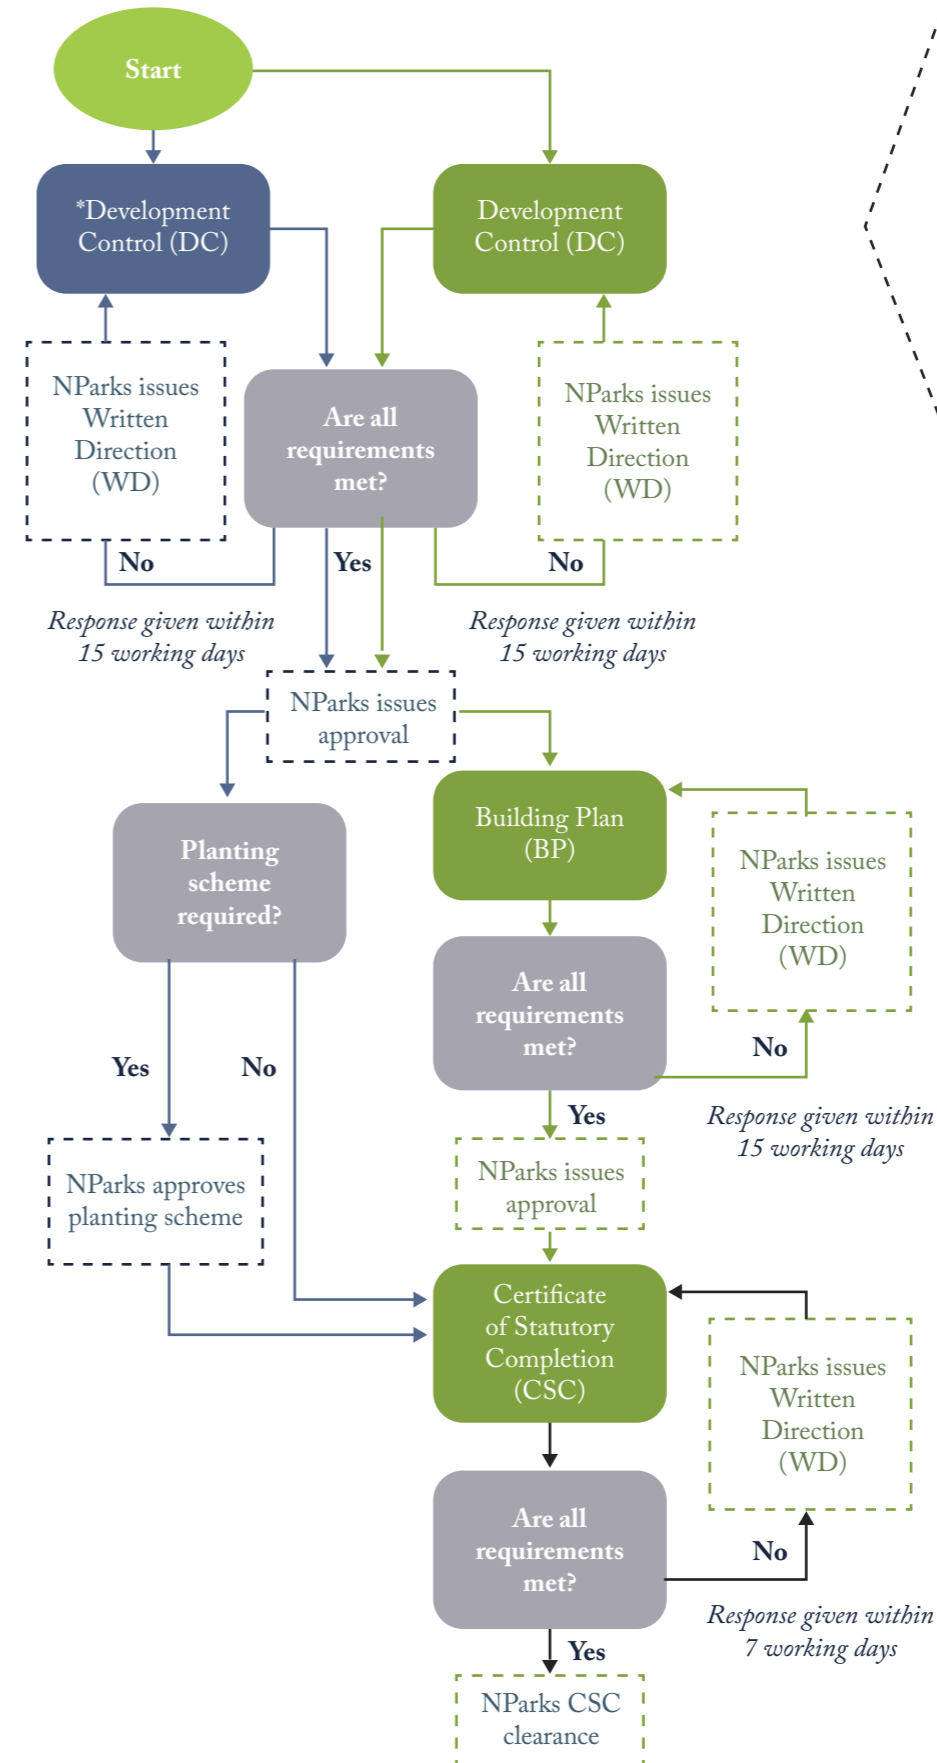 Start
*Development
Control (DC)
Development
Control (DC)
NParks issues
Written
Direction
(WD)
Are all
requirements
met?
NParks issues
Written
Direction
(WD)
No
Yes
No
Response given within
15 working days
Response given within
15 working days
NParks issues
approval
Planting
scheme
required?
Building Plan
(BP)
NParks issues
Written
Direction
(WD)
Are all
requirements
met?
No
Yes
No
Yes
Response given within
15 working days
NParks approves
planting scheme
NParks issues
approval
Certificate
of Statutory
Completion
(CSC)
NParks issues
Written
Direction
(WD)
Are all
requirements
met?
No
Response given within
7 working days
Yes
NParks CSC
clearance